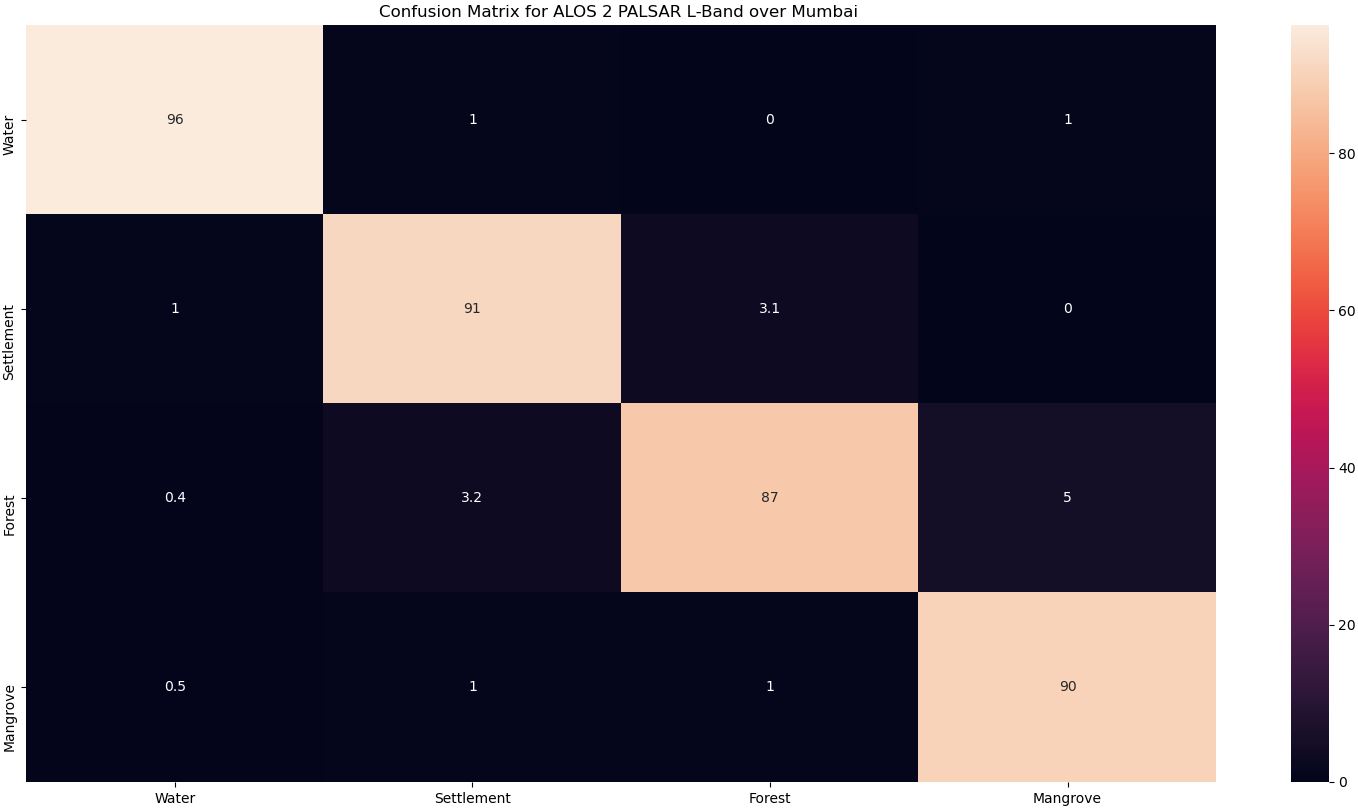 Confusion Matrix for ALOS 2 PALSAR L-Band over Mumbai
Water
96
1
0
1
Settlement
1
91
3.1
0
Forest
0.4
3.2
87
5
Mangrove
0.5
1
1
90
Water
Settlement
Forest
Mangrove
80
60
40
20
0